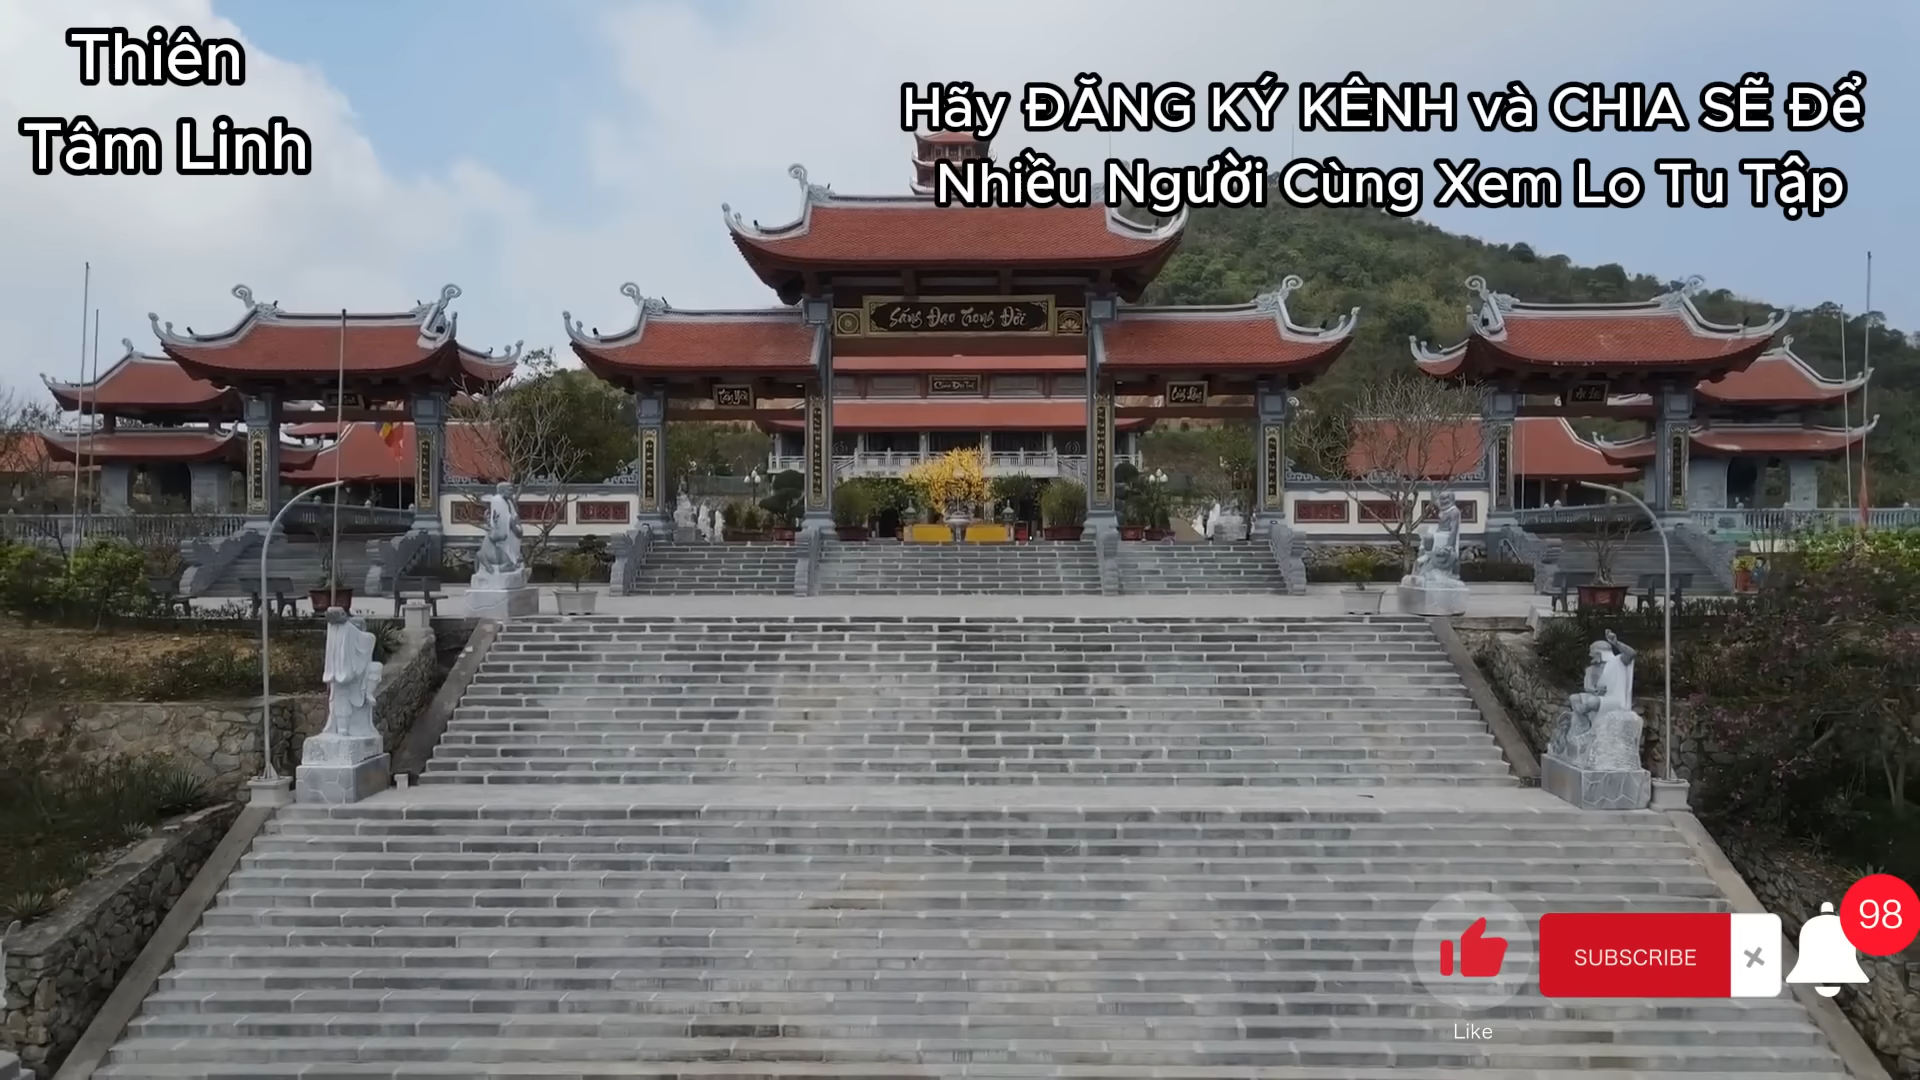 Thiên
Tâm Linh
Hãy ĐĂNG KÝ KÊNH và CHIA SẼ Để
Nhiều Người Cùng Xem Lo Tu Tập
Sáng Đạo Trong Đời
98
SUBSCRIBE
Like